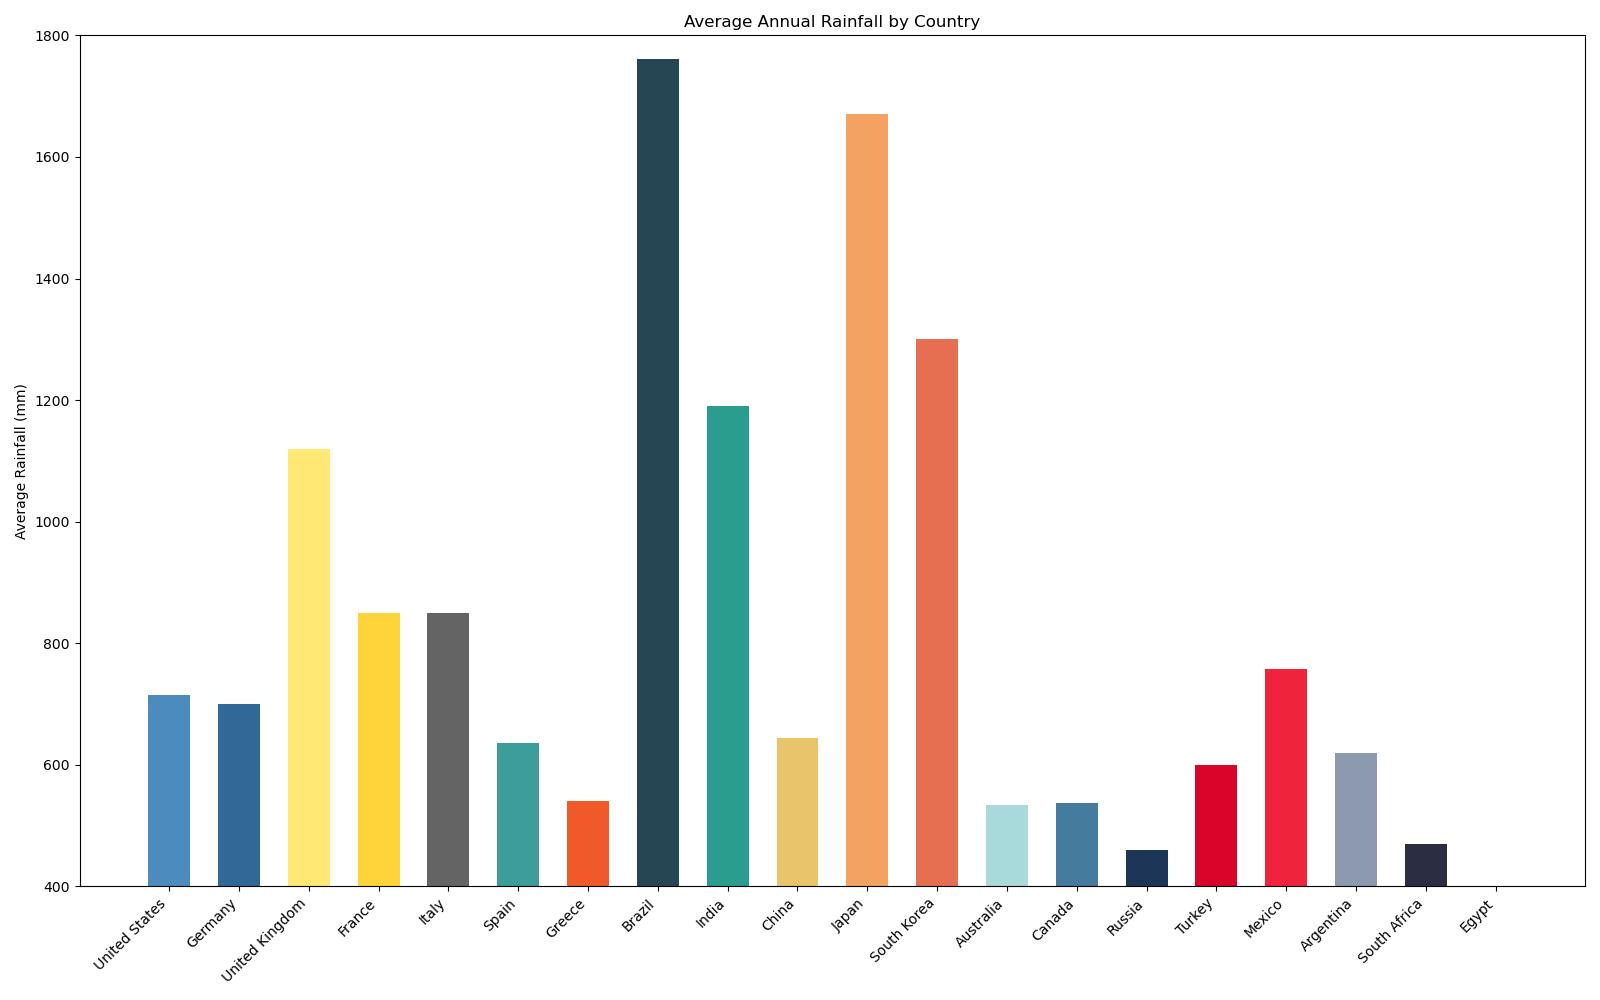 Average Annual Rainfall by Country
Average Rainfall (mm)
1800
1600
1400
1200
1000
800
600
400
United States
Germany
United Kingdom
France
Italy
Spain
Greece
Brazil
India
China
Japan
South Korea
Australia
Canada
Russia
Turkey
Mexico
Argentina
South Africa
Egypt